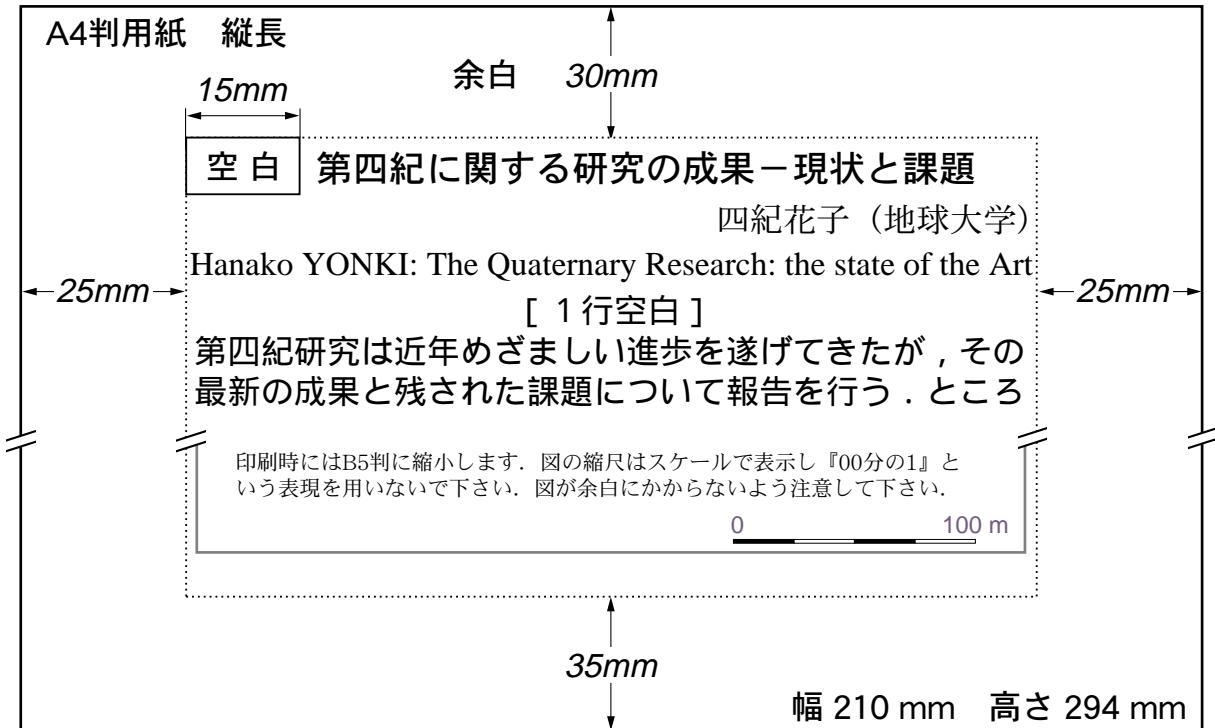 A4判用紙　縦長
余白　30mm
15mm
空 白　第四紀に関する研究の成果－現状と課題
四紀花子（地球大学）
Hanako YONKI: The Quaternary Research: the state of the Art
25mm
25mm
[ １行空白 ]
第四紀研究は近年めざましい進歩を遂げてきたが，その
最新の成果と残された課題について報告を行う．ところ
印刷時にはB5判に縮小します．図の縮尺はスケールで表示し『00分の1』と
いう表現を用いないで下さい．図が余白にかからないよう注意して下さい．
0　100 m
35mm
幅 210 mm　高さ 294 mm